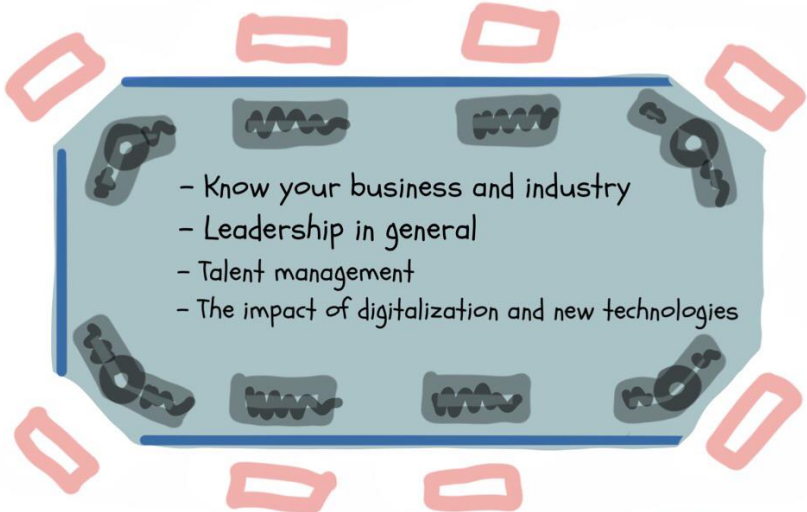 – Know your business and industry
– Leadership in general
– Talent management
– The impact of digitalization and new technologies